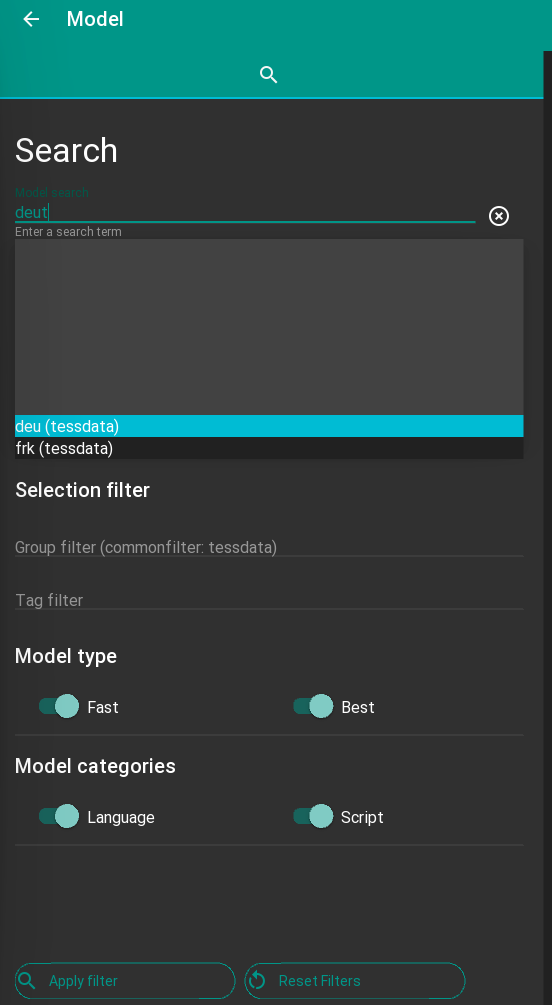 Model
Search
Model search
deut
Enter a search term
deu (tessdata)
frk (tessdata)
Selection filter
Group filter (commonfilter: tessdata)
Tag filter
Model type
Fast Best
Model categories
Language Script
Apply filter Reset Filters